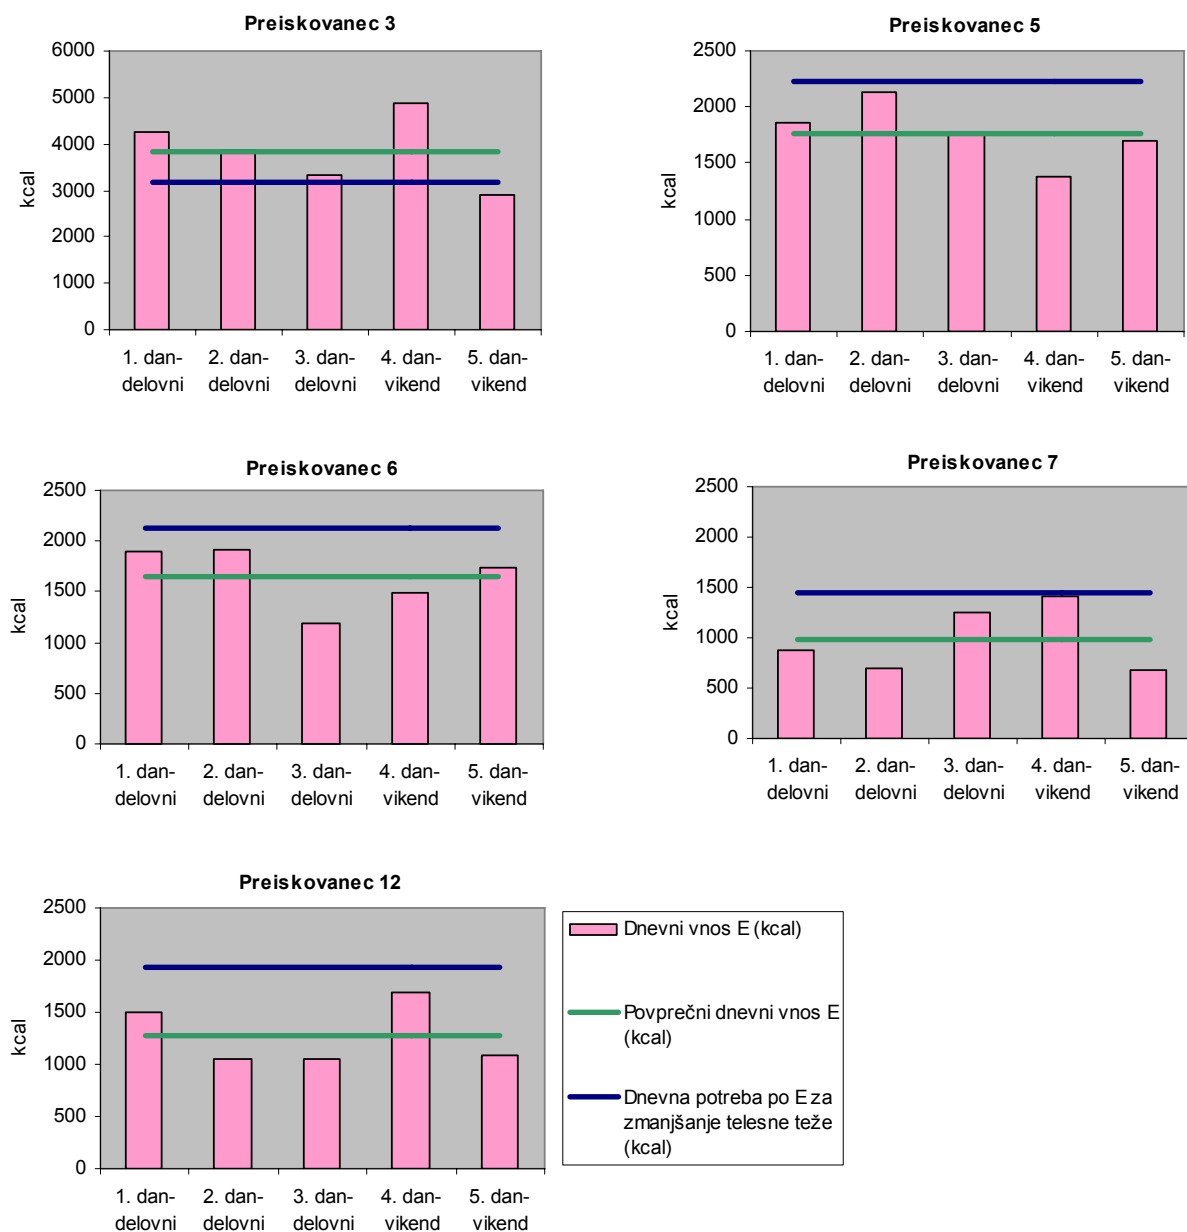 Preiskovanec 3
6000
5000
4000
3000
2000
1000
0
kcal
1. dan-
delovni
2. dan-
delovni
3. dan-
delovni
4. dan-
vikend
5. dan-
vikend
Preiskovanec 5
2500
2000
1500
1000
500
0
kcal
1. dan-
delovni
2. dan-
delovni
3. dan-
delovni
4. dan-
vikend
5. dan-
vikend
Preiskovanec 6
2500
2000
1500
1000
500
0
kcal
1. dan-
delovni
2. dan-
delovni
3. dan-
delovni
4. dan-
vikend
5. dan-
vikend
Preiskovanec 7
2500
2000
1500
1000
500
0
kcal
1. dan-
delovni
2. dan-
delovni
3. dan-
delovni
4. dan-
vikend
5. dan-
vikend
Preiskovanec 12
2500
2000
1500
1000
500
0
kcal
1. dan-
delovni
2. dan-
delovni
3. dan-
delovni
4. dan-
vikend
5. dan-
vikend
Dnevni vnos E (kcal)
Povprečni dnevni vnos E
(kcal)
Dnevna potreba po E za
zmanjšanje telesne teže
(kcal)